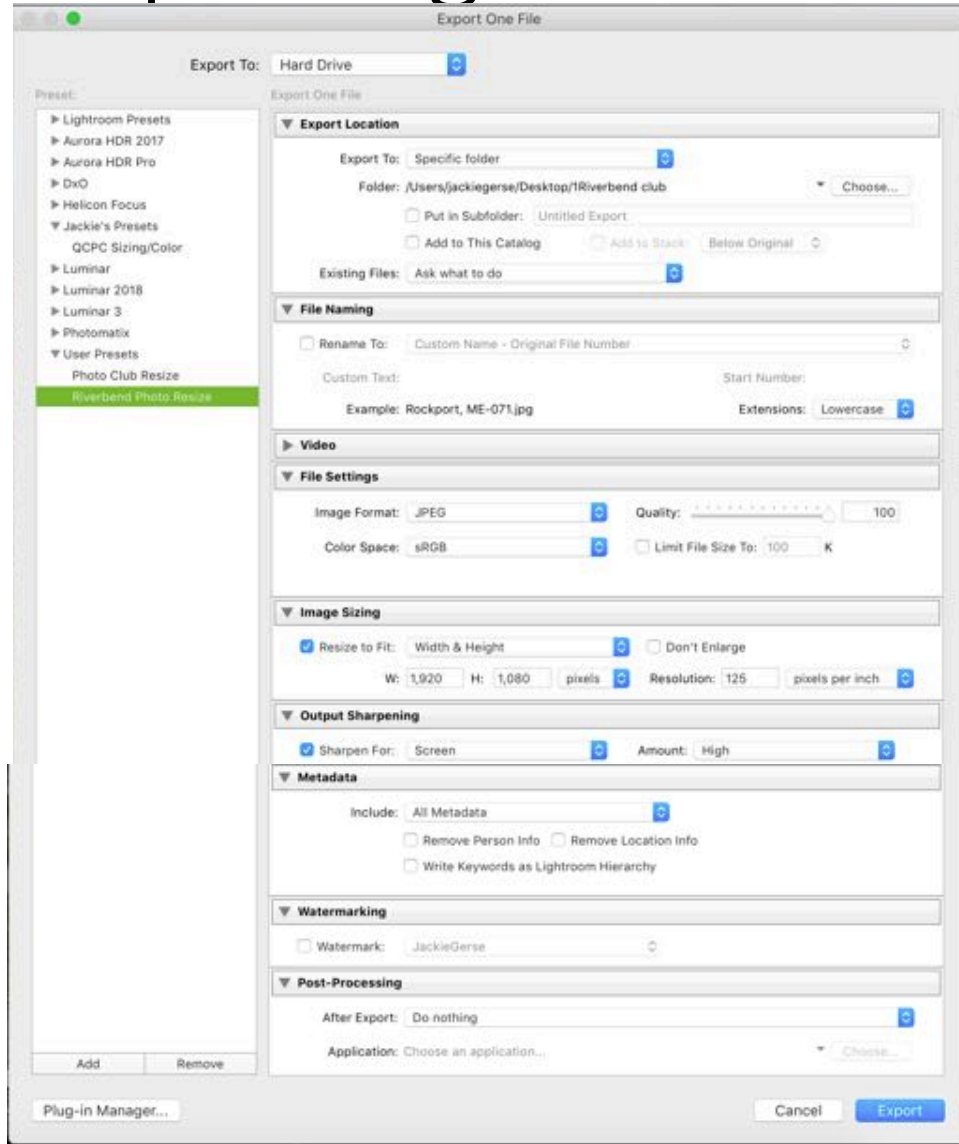 Export One File
Export To: Hard Drive
Preset:
Export One File
Lightroom Presets
Aurora HDR 2017
Aurora HDR Pro
DxO
Helicon Focus
Jackie's Presets
QCPC Sizing/Color
Luminar
Luminar 2018
Luminar 3
Photomatix
User Presets
Photo Club Resize
Riverbend Photo Resize
Add Remove
Export Location
Export To: Specific folder
Folder: /Users/jackiegerse/Desktop/1Riverbend club Choose...
Put in Subfolder: Untitled Export
Add to This Catalog Add to Stack: Below Original
Existing Files: Ask what to do
File Naming
Rename To: Custom Name - Original File Number
Custom Text: Start Number:
Example: Rockport, ME-071.jpg Extensions: Lowercase
Video
File Settings
Image Format: JPEG Quality: 100
Color Space: sRGB Limit File Size To: 100 K
Image Sizing
Resize to Fit: Width & Height Don't Enlarge
W: 1,920 H: 1,080 pixels Resolution: 125 pixels per inch
Output Sharpening
Sharpen For: Screen Amount: High
Metadata
Include: All Metadata
Remove Person Info Remove Location Info
Write Keywords as Lightroom Hierarchy
Watermarking
Watermark: JackieGerse
Post-Processing
After Export: Do nothing
Application: Choose an application... Choose...
Plug-in Manager... Cancel Export